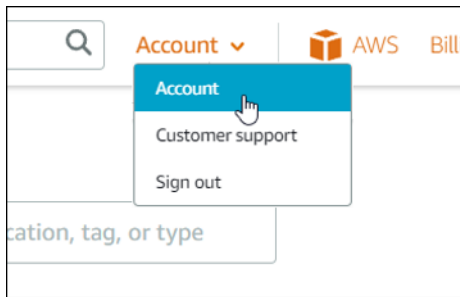 Account AWS Bill
Account
Customer support
Sign out
cation, tag, or type